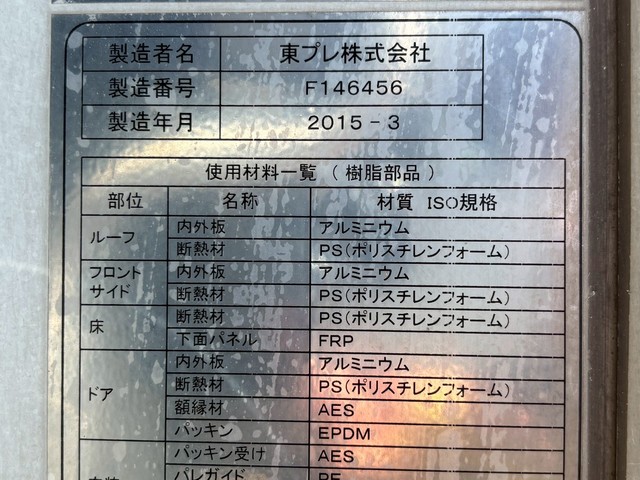 製造者名 東プレ株式会社
製造番号 F146456
製造年月 2015-3
使用材料一覧 ( 樹脂部品 )
部位 名称 材質 ISO規格
ルーフ 内外板 アルミニウム
断熱材 PS(ポリスチレンフォーム)
フロント サイド 内外板 アルミニウム
断熱材 PS(ポリスチレンフォーム)
床 断熱材 PS(ポリスチレンフォーム)
下面パネル FRP
ドア 内外板 アルミニウム
断熱材 PS(ポリスチレンフォーム)
額縁材 AES
パッキン EPDM
パッキン受け AES
パレガイド PE